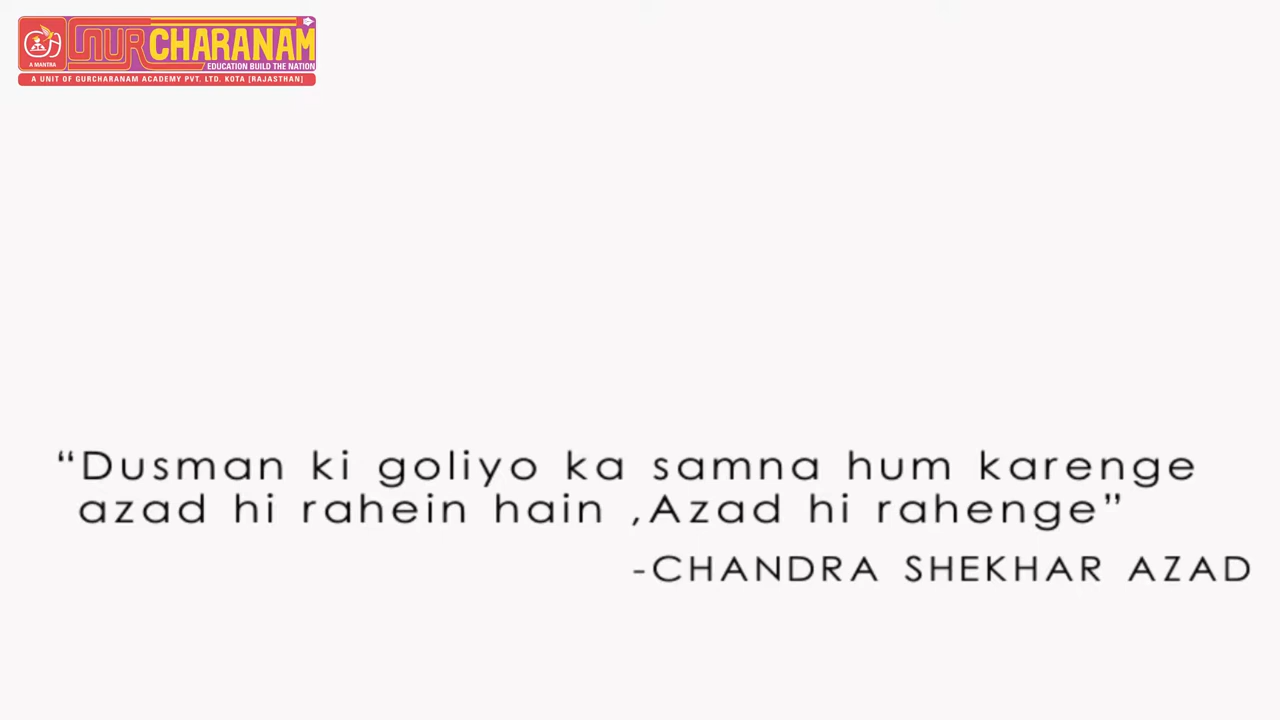 GURCHARANAM
A MANTRA
EDUCATION BUILD THE NATION
A UNIT OF GURCHARANAM ACADEMY PVT. LTD. KOTA (RAJASTHAN)
“Dusman ki goliyo ka samna hum karenge
azad hi rahein hain ,Azad hi rahenge”
-CHANDRA SHEKHAR AZAD